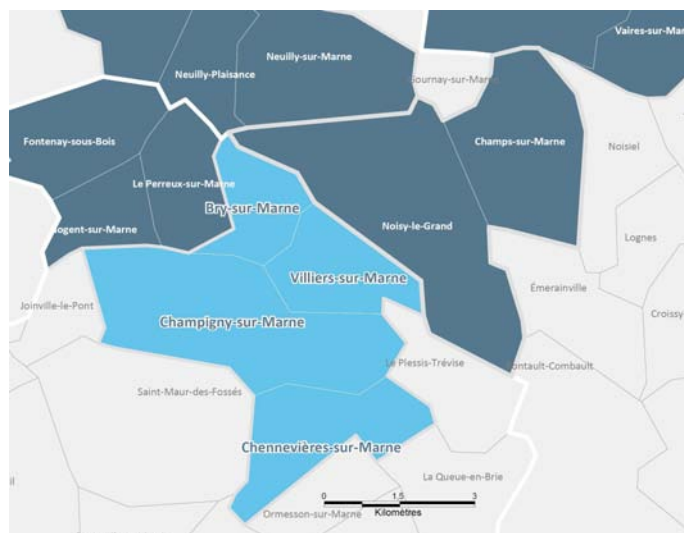 Vaires-sur-Mar
Neuilly-sur-Marne
Neuilly-Plaisance
Gournay-sur-Marne
Fontenay-sous-Bois
Champs-sur-Marne
Noisiel
Le Perreux-sur-Marne
Bry-sur-Marne
Nogent-sur-Marne
Noisy-le-Grand
Lognes
Villiers-sur-Marne
Émerainville
Joinville-le-Pont
Croissy
Champigny-sur-Marne
Le Plessis-Trévise
Pontault-Combault
Saint-Maur-des-Fossés
Chennevières-sur-Marne
La Queue-en-Brie
il
0 1.5 3
Kilomètres
Ormesson-sur-Marne